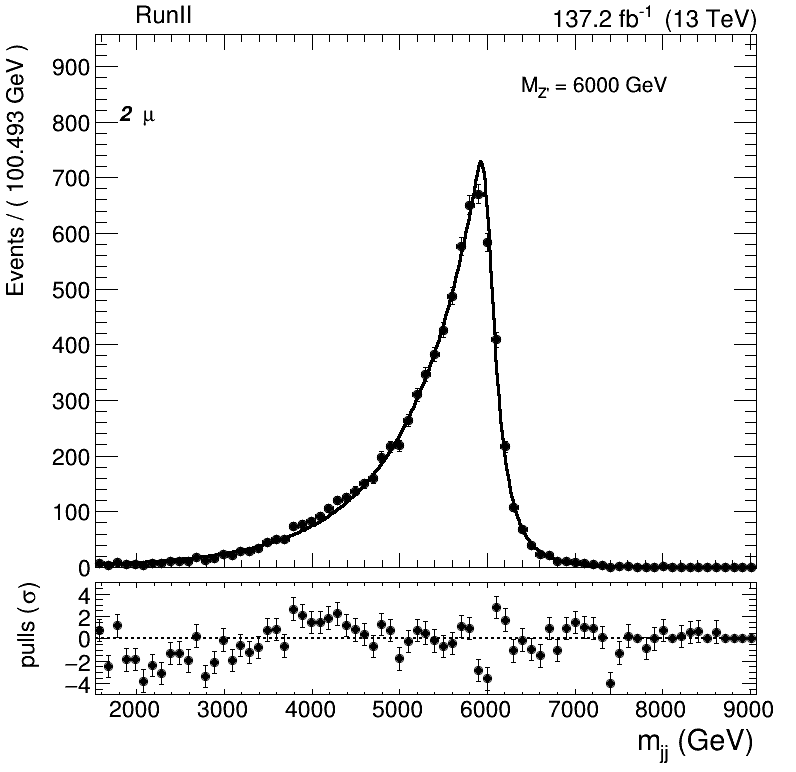 RunII
137.2 fb⁻¹ (13 TeV)
Events / ( 100.493 GeV )
900
800
700
600
500
400
300
200
100
0
M_Z' = 6000 GeV
2 μ
pulls (σ)
4
2
0
−2
−4
2000 3000 4000 5000 6000 7000 8000 9000
m_jj (GeV)